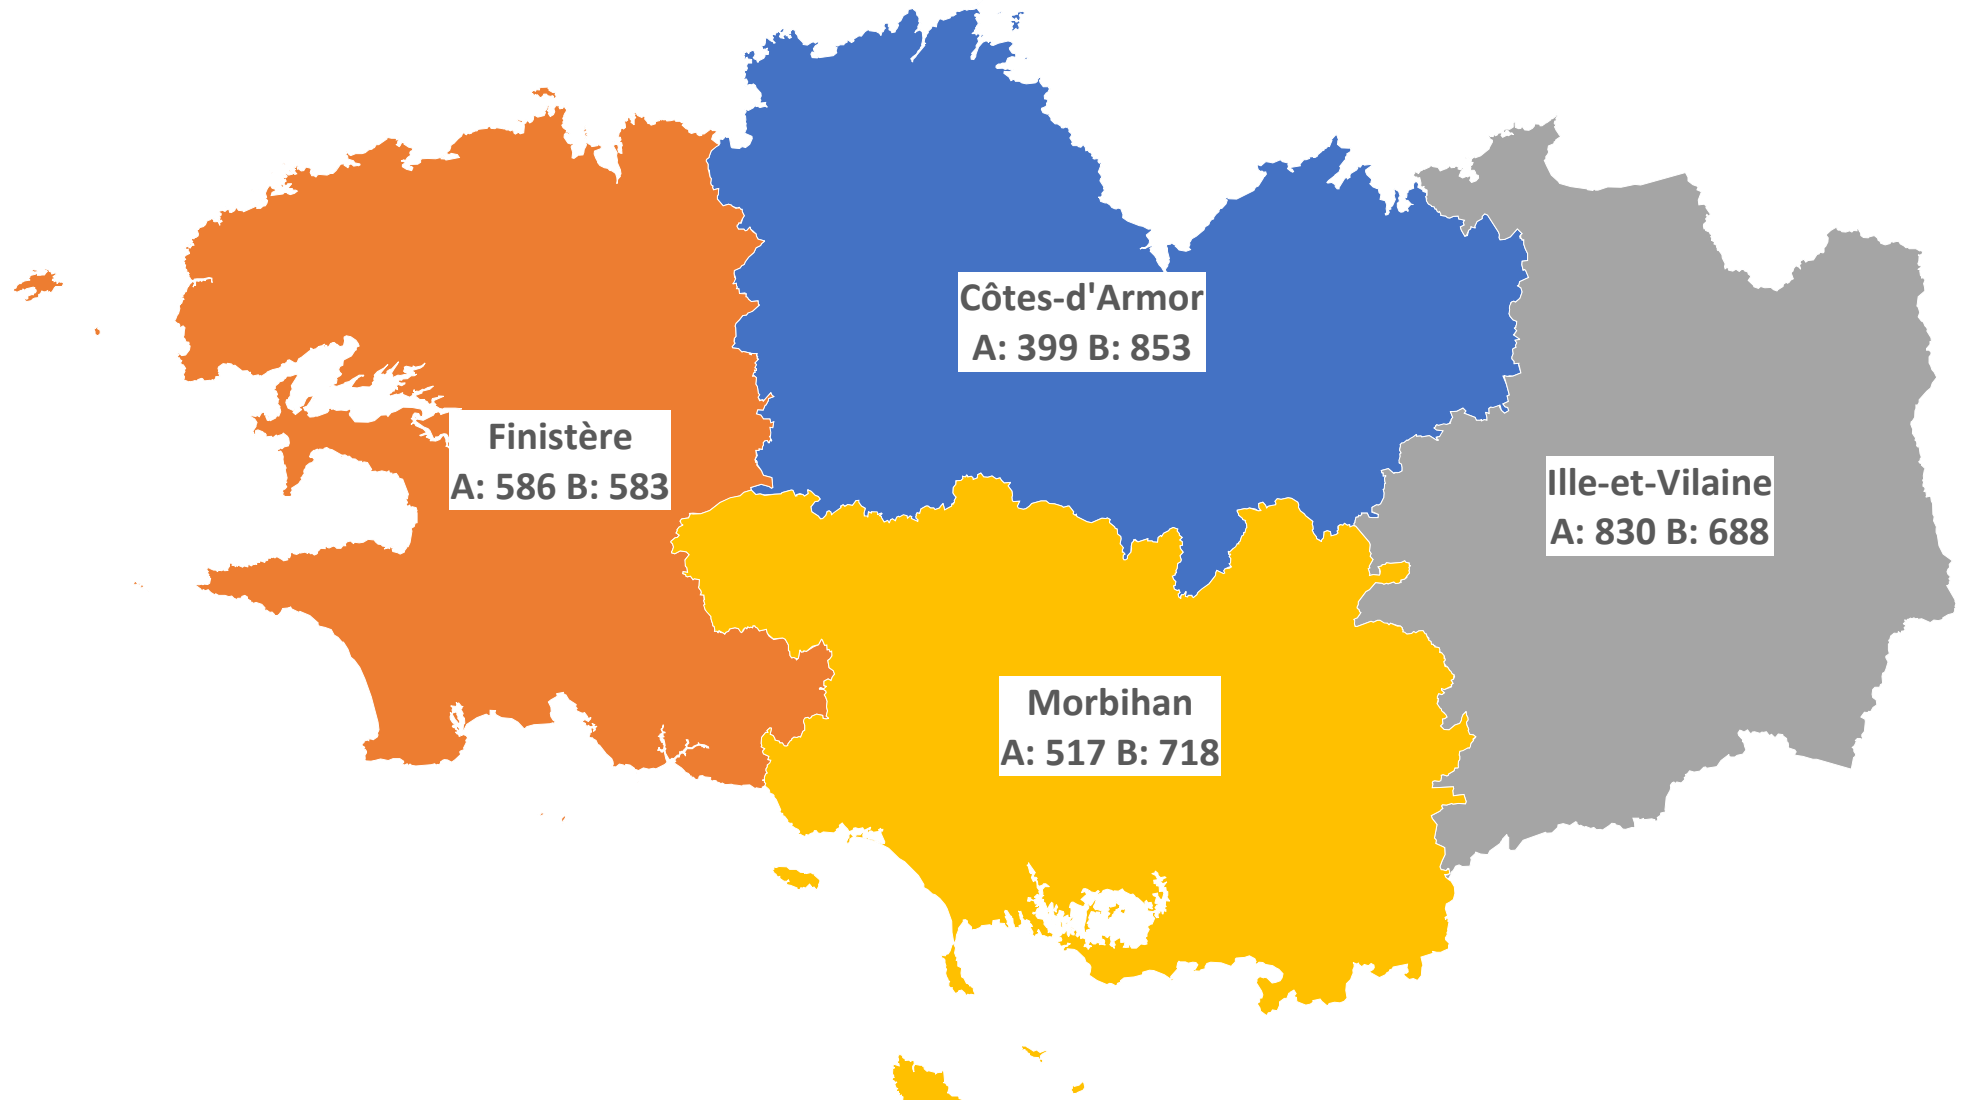 Côtes-d'Armor
A: 399 B: 853
Finistère
A: 586 B: 583
Ille-et-Vilaine
A: 830 B: 688
Morbihan
A: 517 B: 718